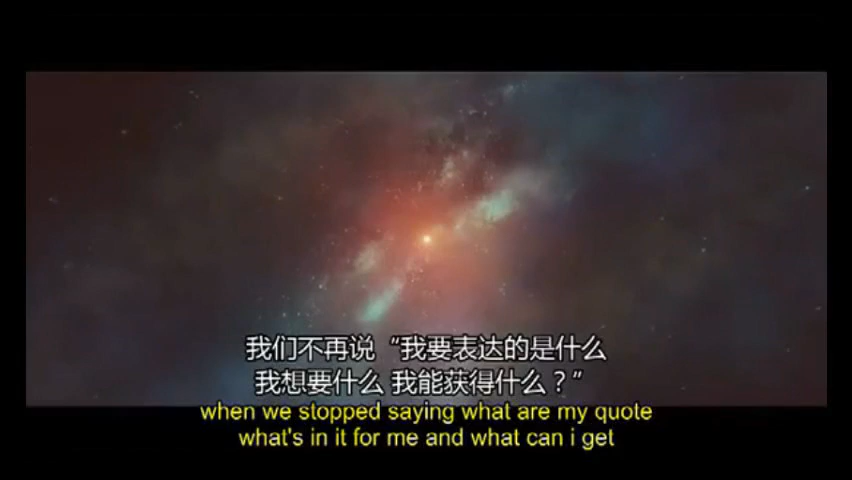 我们不再说“我要表达的是什么
我想要什么 我能获得什么？”
when we stopped saying what are my quote
what's in it for me and what can i get